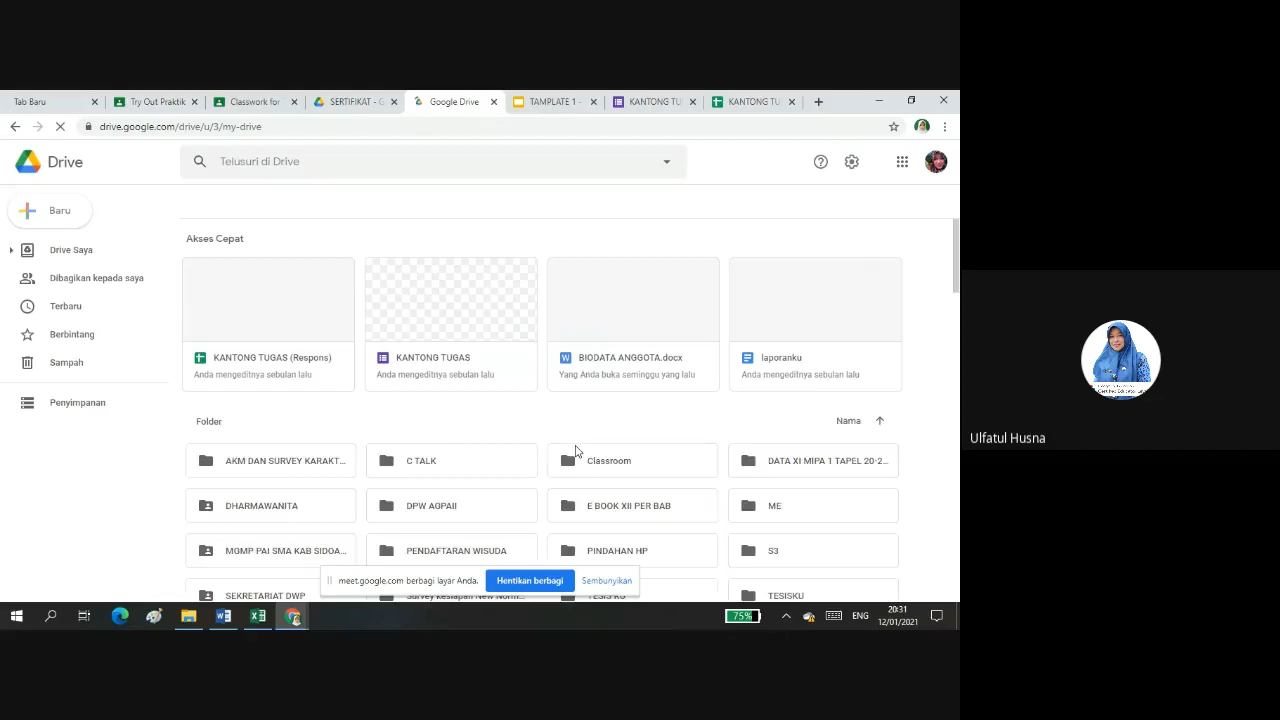 Tab Baru
Try Out Praktik
Classwork for
SERTIFIKAT - G
Google Drive
TAMPLATE 1 -
KANTONG TU
KANTONG TU
drive.google.com/drive/u/3/my-drive
Drive
Telusuri di Drive
Baru
Drive Saya
Dibagikan kepada saya
Terbaru
Berbintang
Sampah
Penyimpanan
Akses Cepat
KANTONG TUGAS (Respons)
Anda mengeditnya sebulan lalu
KANTONG TUGAS
Anda mengeditnya sebulan lalu
BIODATA ANGGOTA.docx
Yang Anda buka seminggu yang lalu
laporanku
Anda mengeditnya sebulan lalu
Folder
Nama
AKM DAN SURVEY KARAKT...
C TALK
Classroom
DATA XI MIPA 1 TAPEL 20-2...
DHARMAWANITA
DPW AGPAII
E BOOK XII PER BAB
ME
MGMP PAI SMA KAB SIDOA...
PENDAFTARAN WISUDA
PINDAHAN HP
S3
SEKRETARIAT DWP
Survey Kesiapan New Norm...
TESIS KU
TESISKU
meet.google.com berbagi layar Anda.
Hentikan berbagi
Sembunyikan
75%
ENG
20:31
12/01/2021
Ulfatul Husna